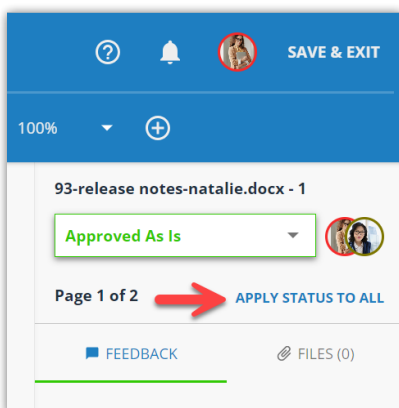 SAVE & EXIT
100%
93-release notes-natalie.docx - 1
Approved As Is
Page 1 of 2 APPLY STATUS TO ALL
FEEDBACK FILES (0)